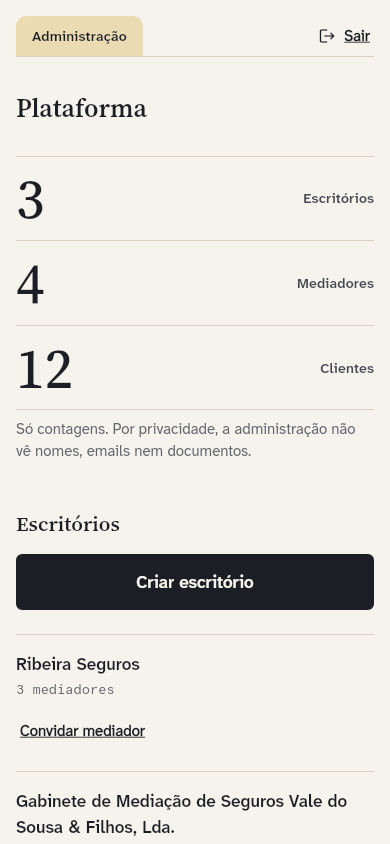 Administração
Sair
Plataforma
3
Escritórios
4
Mediadores
12
Clientes
Só contagens. Por privacidade, a administração não
vê nomes, emails nem documentos.
Escritórios
Criar escritório
Ribeira Seguros
3 mediadores
Convidar mediador
Gabinete de Mediação de Seguros Vale do
Sousa & Filhos, Lda.